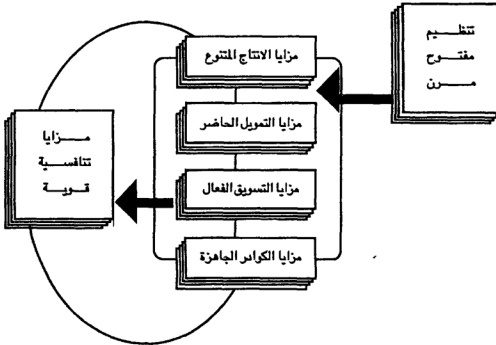 تنظيم
مفتوح
مرن
مزايا الانتاج المتنوع
مزايا التمويل الحاضر
مزايا التسويق الفعال
مزايا الكوادر الجاهزة
مزايا
تنافسية
قوية